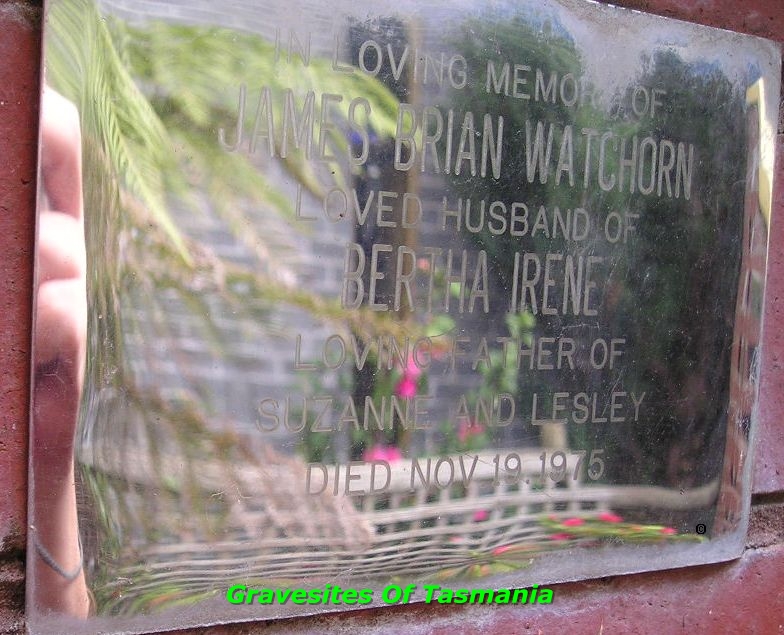 IN LOVING MEMORY OF
JAMES BRIAN WATCHORN
LOVED HUSBAND OF
BERTHA IRENE
LOVING FATHER OF
SUZANNE AND LESLEY
DIED NOV 19.1975
Gravesites Of Tasmania